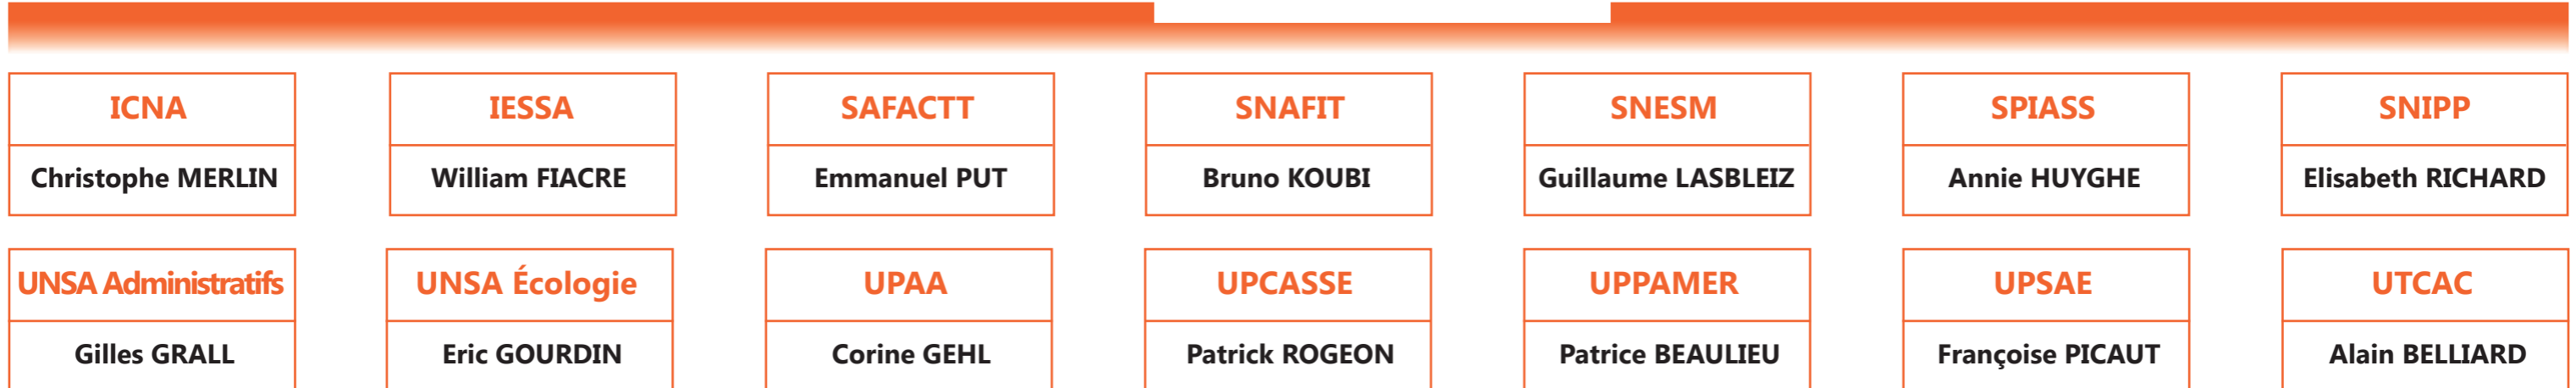 ICNA
Christophe MERLIN
IESSA
William FIACRE
SAFACTT
Emmanuel PUT
SNAFIT
Bruno KOUBI
SNESM
Guillaume LASBLEIZ
SPIASS
Annie HUYGHE
SNIPP
Elisabeth RICHARD
UNSA Administratifs
Gilles GRALL
UNSA Écologie
Eric GOURDIN
UPAA
Corine GEHL
UPCASSE
Patrick ROGEON
UPPAMER
Patrice BEAULIEU
UPSAE
Françoise PICAUT
UTCAC
Alain BELLIARD